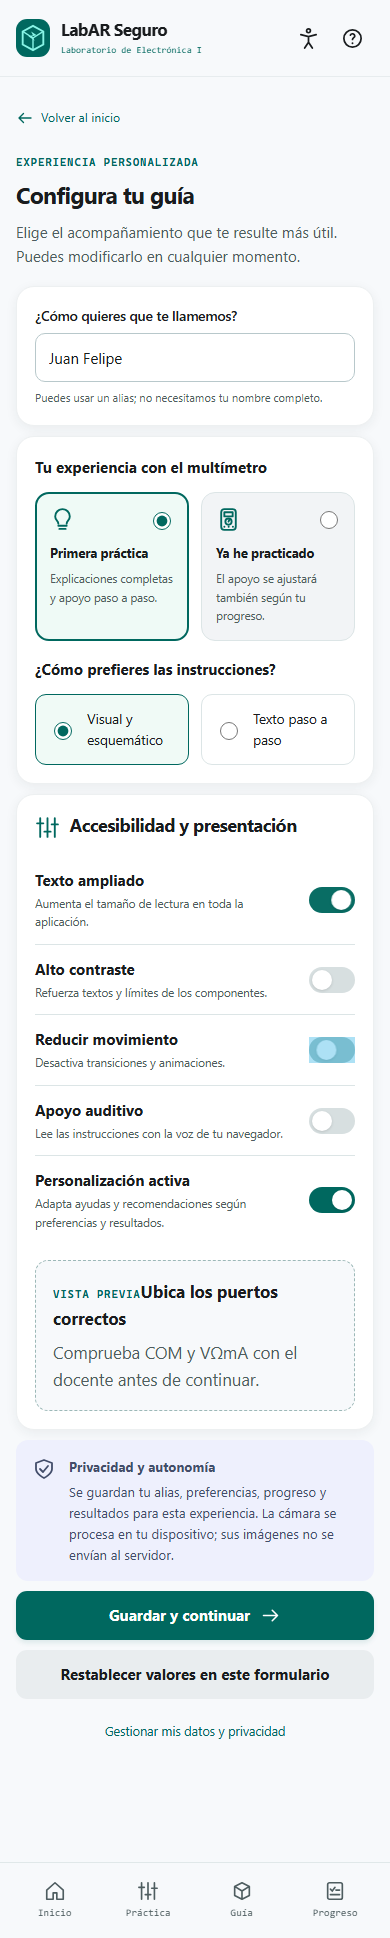 LabAR Seguro
Laboratorio de Electrónica I
Volver al inicio
EXPERIENCIA PERSONALIZADA
Configura tu guía
Elige el acompañamiento que te resulte más útil.
Puedes modificarlo en cualquier momento.
¿Cómo quieres que te llamemos?
Juan Felipe
Puedes usar un alias; no necesitamos tu nombre completo.
Tu experiencia con el multímetro
Primera práctica
Explicaciones completas
y apoyo paso a paso.
Ya he practicado
El apoyo se ajustará
también según tu
progreso.
¿Cómo prefieres las instrucciones?
Visual y
esquemático
Texto paso a
paso
Accesibilidad y presentación
Texto ampliado
Aumenta el tamaño de lectura en toda la
aplicación.
Alto contraste
Refuerza textos y límites de los componentes.
Reducir movimiento
Desactiva transiciones y animaciones.
Apoyo auditivo
Lee las instrucciones con la voz de tu navegador.
Personalización activa
Adapta ayudas y recomendaciones según
preferencias y resultados.
VISTA PREVIAUbica los puertos
correctos
Comprueba COM y VΩmA con el
docente antes de continuar.
Privacidad y autonomía
Se guardan tu alias, preferencias, progreso y
resultados para esta experiencia. La cámara se
procesa en tu dispositivo; sus imágenes no se
envían al servidor.
Guardar y continuar
Restablecer valores en este formulario
Gestionar mis datos y privacidad
Inicio
Práctica
Guía
Progreso